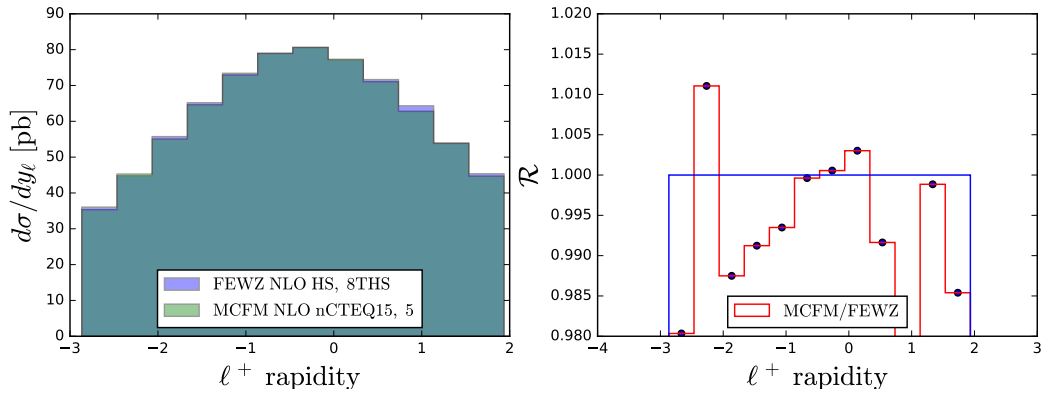 90
80
70
60
50
40
30
20
10
0
dσ/dyℓ [pb]
FEWZ NLO HS, 8THS
MCFM NLO nCTEQ15, 5
−3 −2 −1 0 1 2
ℓ+ rapidity
1.020
1.015
1.010
1.005
1.000
0.995
0.990
0.985
0.980
R
MCFM/FEWZ
−4 −3 −2 −1 0 1 2 3
ℓ+ rapidity